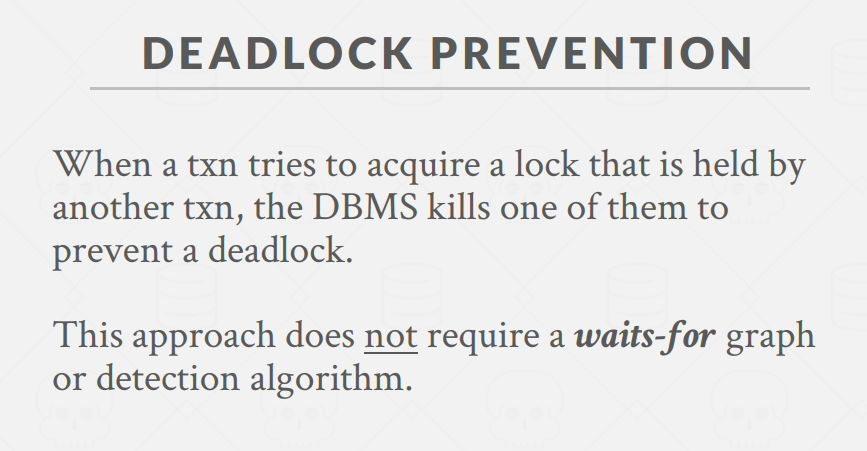 DEADLOCK PREVENTION
When a txn tries to acquire a lock that is held by
another txn, the DBMS kills one of them to
prevent a deadlock.
This approach does not require a waits-for graph
or detection algorithm.